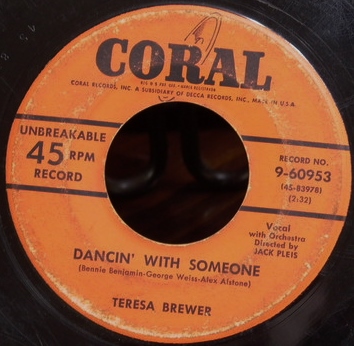 CORAL
CORAL RECORDS, INC. A SUBSIDIARY OF DECCA RECORDS, INC., MADE IN U.S.A.
UNBREAKABLE
45 RPM
RECORD
RECORD NO.
9-60953
(45-83978)
(2:32)
Vocal
with Orchestra
Directed by
JACK PLEIS
DANCIN' WITH SOMEONE
(Bennie Benjamin-George Weiss-Alex Alstone)
TERESA BREWER